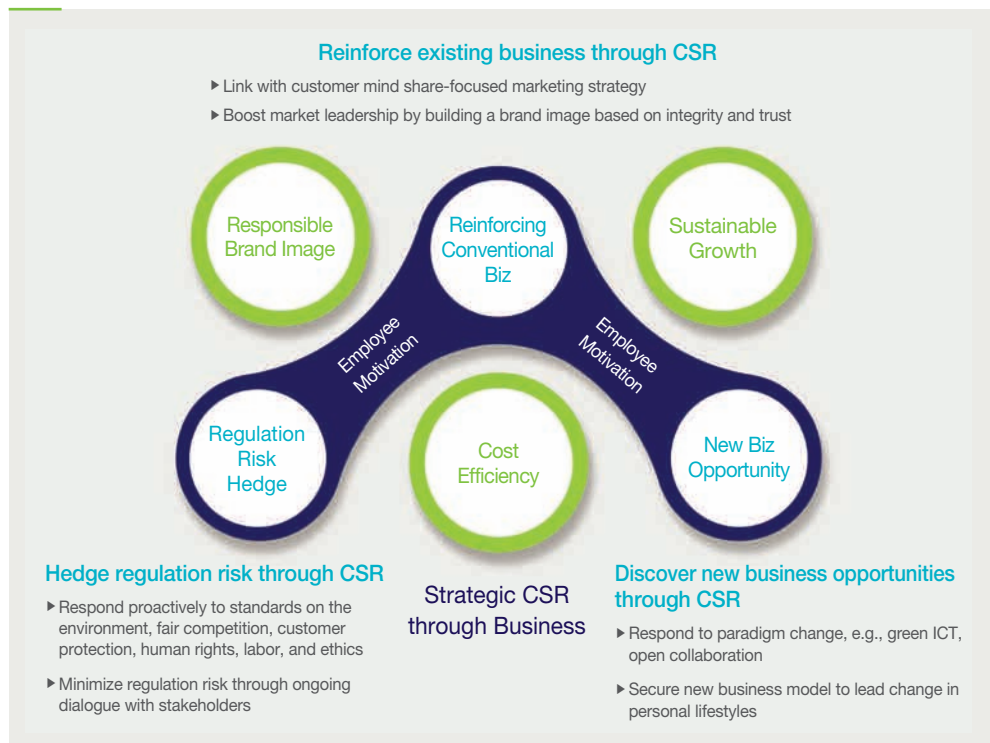 Reinforce existing business through CSR
▶ Link with customer mind share-focused marketing strategy
▶ Boost market leadership by building a brand image based on integrity and trust
Responsible
Brand Image
Reinforcing
Conventional
Biz
Sustainable
Growth
Employee
Motivation
Employee
Motivation
Regulation
Risk
Hedge
Cost
Efficiency
New Biz
Opportunity
Hedge regulation risk through CSR
▶ Respond proactively to standards on the
environment, fair competition, customer
protection, human rights, labor, and ethics
▶ Minimize regulation risk through ongoing
dialogue with stakeholders
Strategic CSR
through Business
Discover new business opportunities
through CSR
▶ Respond to paradigm change, e.g., green ICT,
open collaboration
▶ Secure new business model to lead change in
personal lifestyles